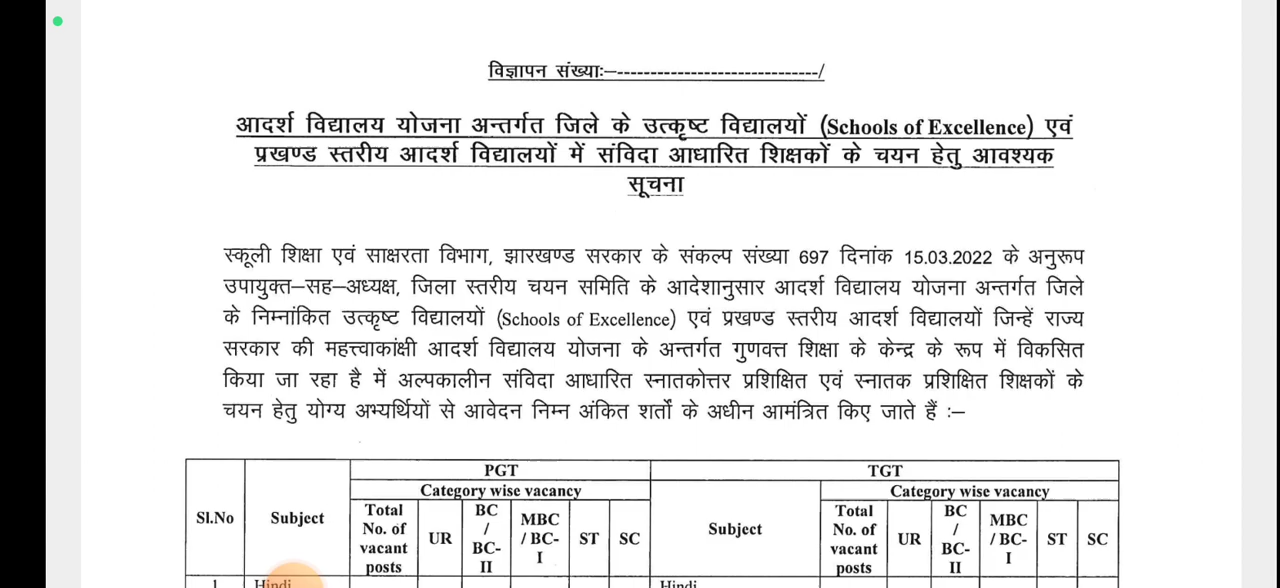 विज्ञापन संख्याः–------------------------------/
आदर्श विद्यालय योजना अन्तर्गत जिले के उत्कृष्ट विद्यालयों (Schools of Excellence) एवं
प्रखण्ड स्तरीय आदर्श विद्यालयों में संविदा आधारित शिक्षकों के चयन हेतु आवश्यक
सूचना
स्कूली शिक्षा एवं साक्षरता विभाग, झारखण्ड सरकार के संकल्प संख्या 697 दिनांक 15.03.2022 के अनुरूप
उपायुक्त–सह–अध्यक्ष, जिला स्तरीय चयन समिति के आदेशानुसार आदर्श विद्यालय योजना अन्तर्गत जिले
के निम्नांकित उत्कृष्ट विद्यालयों (Schools of Excellence) एवं प्रखण्ड स्तरीय आदर्श विद्यालयों जिन्हें राज्य
सरकार की महत्त्वाकांक्षी आदर्श विद्यालय योजना के अन्तर्गत गुणवत्त शिक्षा के केन्द्र के रूप में विकसित
किया जा रहा है में अल्पकालीन संविदा आधारित स्नातकोत्तर प्रशिक्षित एवं स्नातक प्रशिक्षित शिक्षकों के
चयन हेतु योग्य अभ्यर्थियों से आवेदन निम्न अंकित शर्तो के अधीन आमंत्रित किए जाते हैं :–
PGT TGT
Category wise vacancy Category wise vacancy
Sl.No Subject Total No. of vacant posts UR BC / BC-II MBC / BC-I ST SC Subject Total No. of vacant posts UR BC / BC-II MBC / BC-I ST SC
1 Hindi Hindi